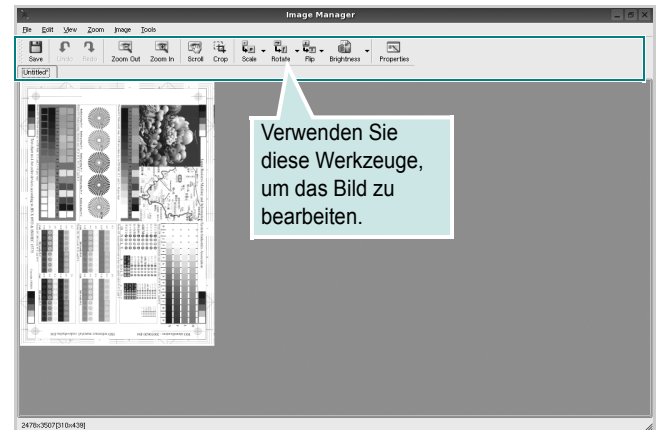 Image Manager
File Edit View Zoom Image Tools
Save Undo Redo Zoom Out Zoom In Scroll Crop Scale Rotate Flip Brightness Properties
Untitled*
Verwenden Sie
diese Werkzeuge,
um das Bild zu
bearbeiten.
2478x3507[310x439]